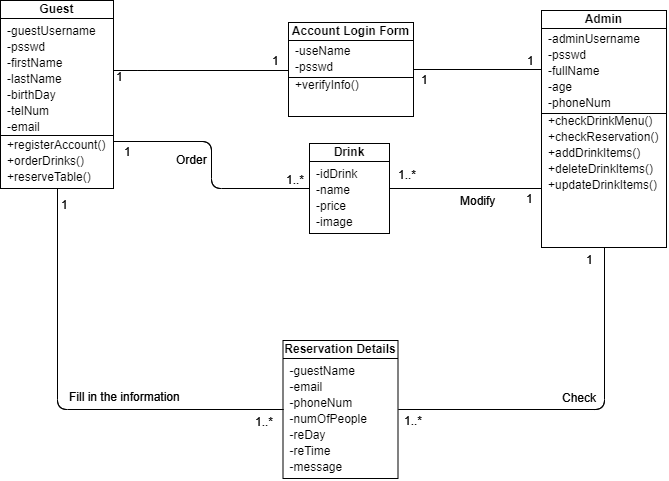 Guest
-guestUsername
-psswd
-firstName
-lastName
-birthDay
-telNum
-email
+registerAccount()
+orderDrinks()
+reserveTable()
Account Login Form
-useName
-psswd
+verifyInfo()
Admin
-adminUsername
-psswd
-fullName
-age
-phoneNum
+checkDrinkMenu()
+checkReservation()
+addDrinkItems()
+deleteDrinkItems()
+updateDrinkItems()
1
1
1
1
1
Order
1..*
Drink
-idDrink
-name
-price
-image
1..*
Modify
1
1
1
Reservation Details
-guestName
-email
-phoneNum
-numOfPeople
-reDay
-reTime
-message
Fill in the information
1..*
Check
1..*